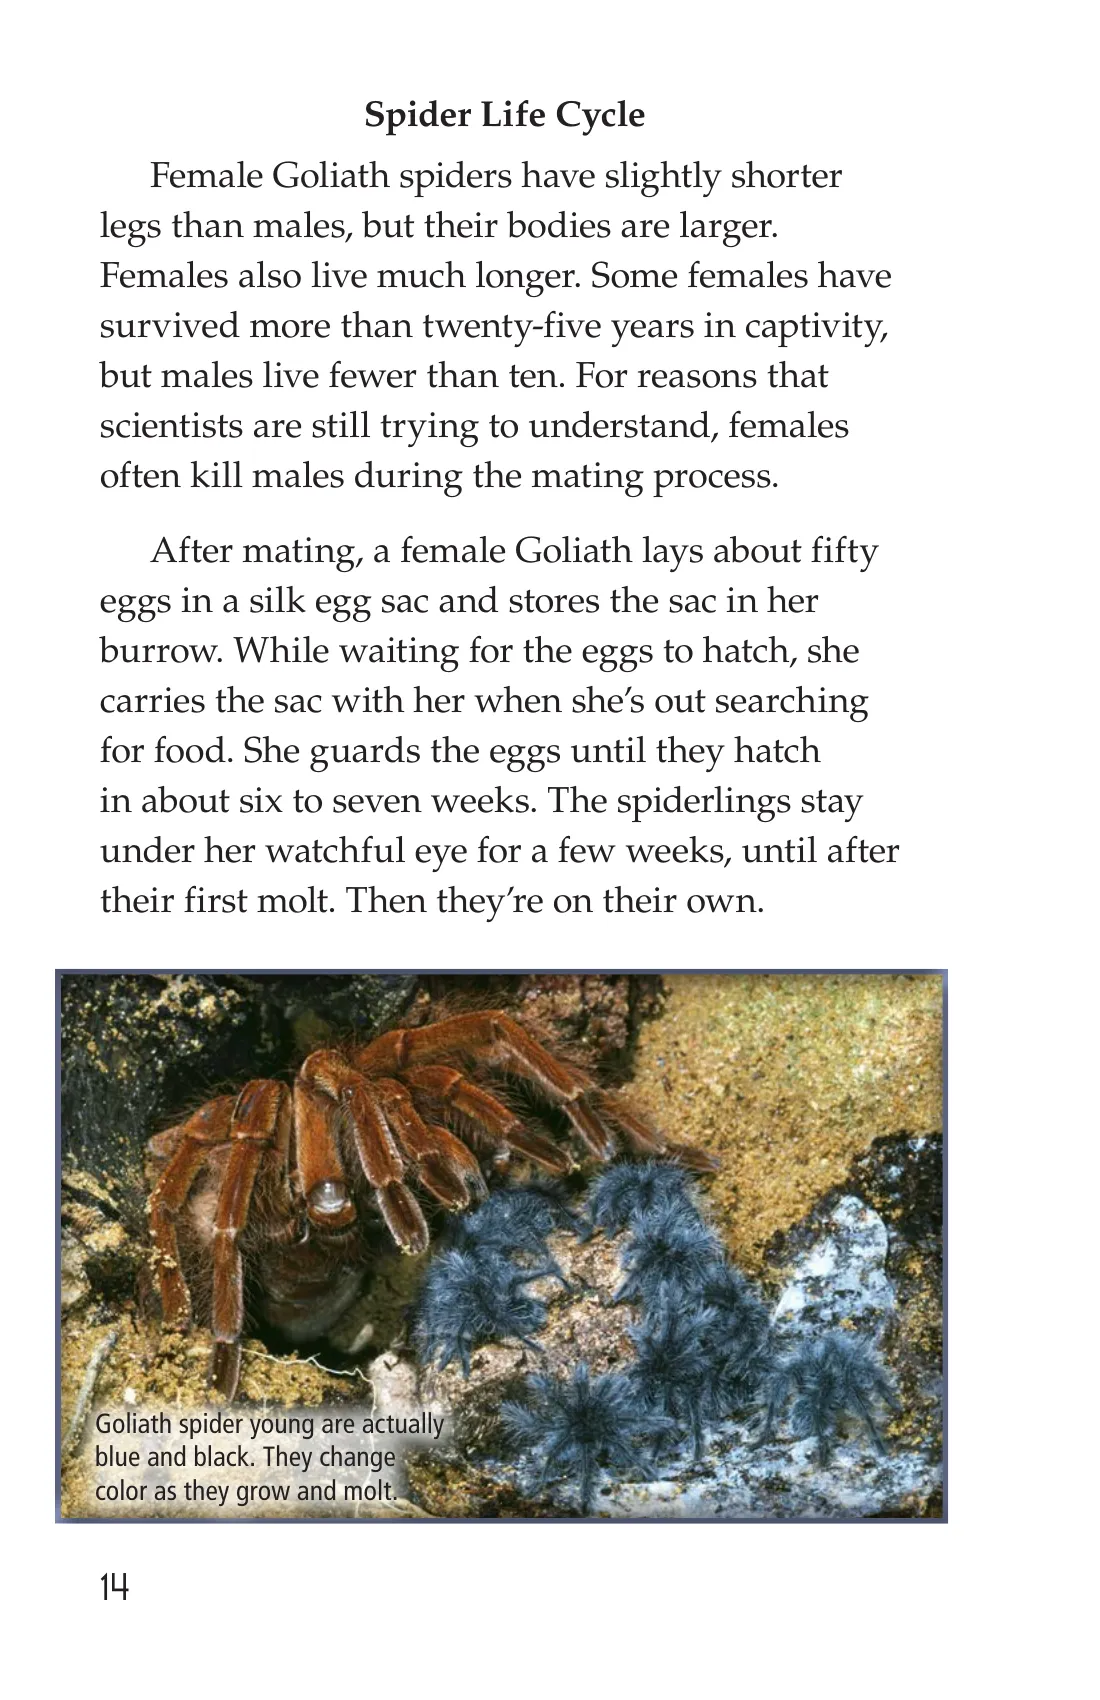 Spider Life Cycle
Female Goliath spiders have slightly shorter
legs than males, but their bodies are larger.
Females also live much longer. Some females have
survived more than twenty-five years in captivity,
but males live fewer than ten. For reasons that
scientists are still trying to understand, females
often kill males during the mating process.
After mating, a female Goliath lays about fifty
eggs in a silk egg sac and stores the sac in her
burrow. While waiting for the eggs to hatch, she
carries the sac with her when she’s out searching
for food. She guards the eggs until they hatch
in about six to seven weeks. The spiderlings stay
under her watchful eye for a few weeks, until after
their first molt. Then they’re on their own.
Goliath spider young are actually
blue and black. They change
color as they grow and molt.
14